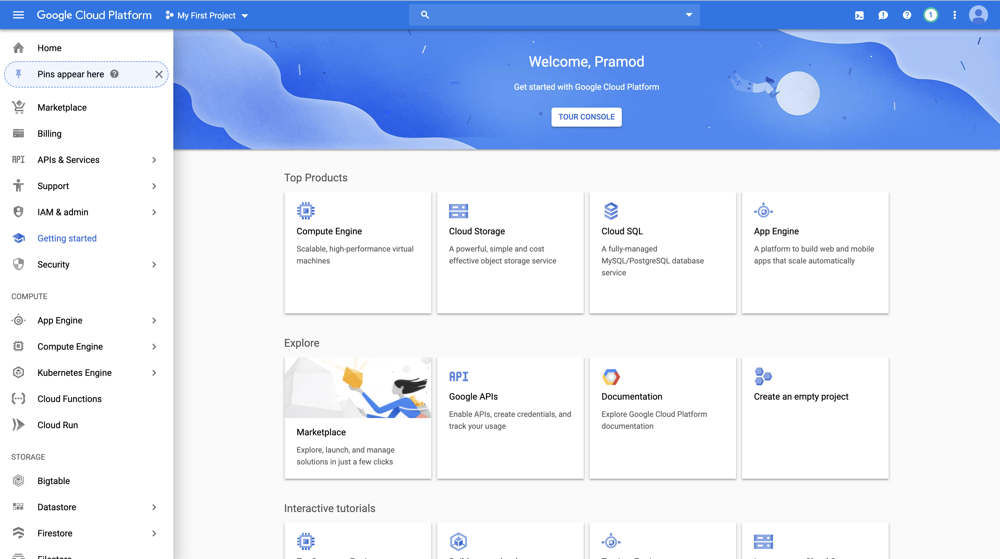 Google Cloud Platform
My First Project
1
Home
Pins appear here
Marketplace
Billing
API
APIs & Services
Support
IAM & admin
Getting started
Security
COMPUTE
App Engine
Compute Engine
Kubernetes Engine
Cloud Functions
Cloud Run
STORAGE
Bigtable
Datastore
Firestore
Welcome, Pramod
Get started with Google Cloud Platform
TOUR CONSOLE
Top Products
Compute Engine
Scalable, high-performance virtual
machines
Cloud Storage
A powerful, simple and cost
effective object storage service
Cloud SQL
A fully-managed
MySQL/PostgreSQL database
service
App Engine
A platform to build web and mobile
apps that scale automatically
Explore
Marketplace
Explore, launch, and manage
solutions in just a few clicks
API
Google APIs
Enable APIs, create credentials, and
track your usage
Documentation
Explore Google Cloud Platform
documentation
Create an empty project
Interactive tutorials